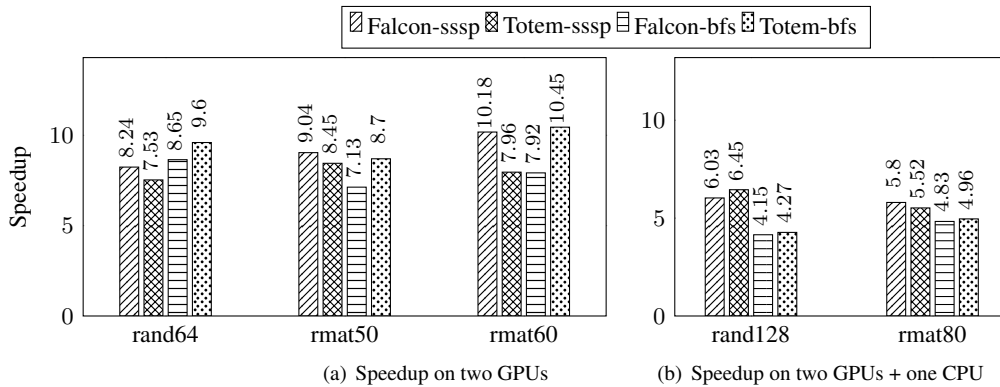 Falcon-sssp Totem-sssp Falcon-bfs Totem-bfs
Speedup
10
5
0
8.24 7.53 8.65 9.6
9.04 8.45 7.13 8.7
10.18 7.96 7.92 10.45
rand64 rmat50 rmat60
(a) Speedup on two GPUs
10
5
0
6.03 6.45 4.15 4.27
5.8 5.52 4.83 4.96
rand128 rmat80
(b) Speedup on two GPUs + one CPU